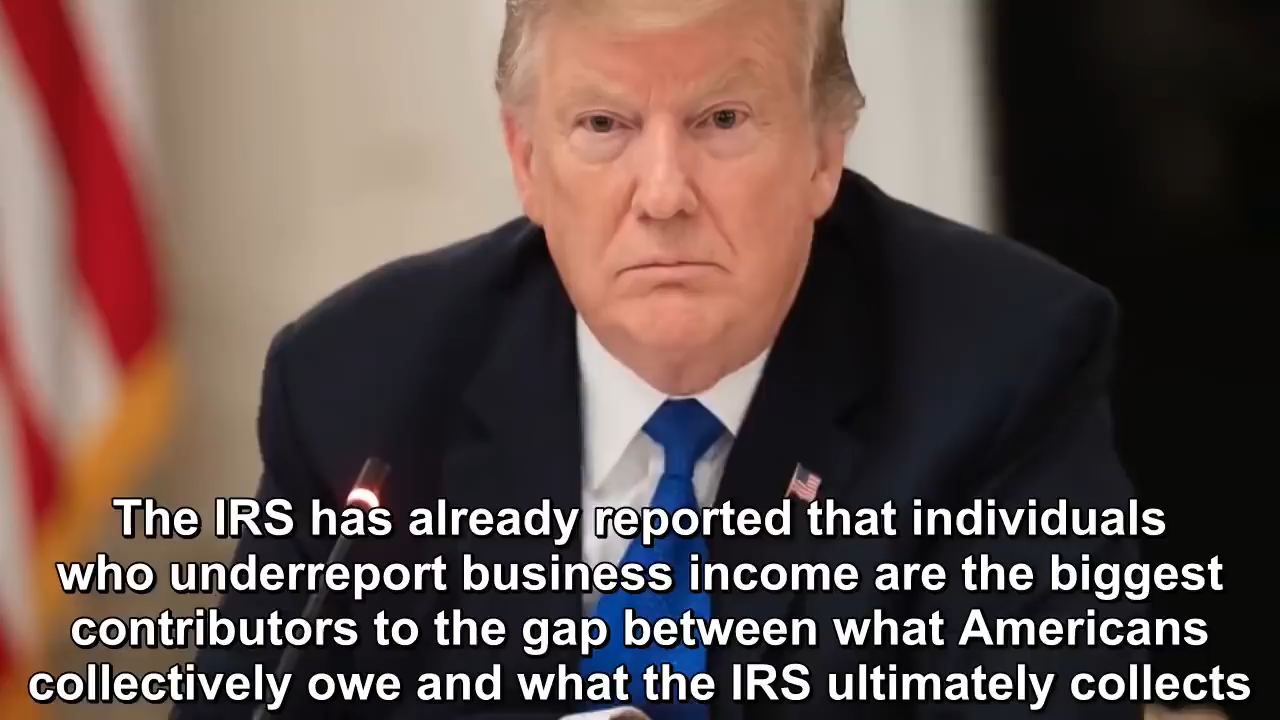 The IRS has already reported that individuals
who underreport business income are the biggest
contributors to the gap between what Americans
collectively owe and what the IRS ultimately collects